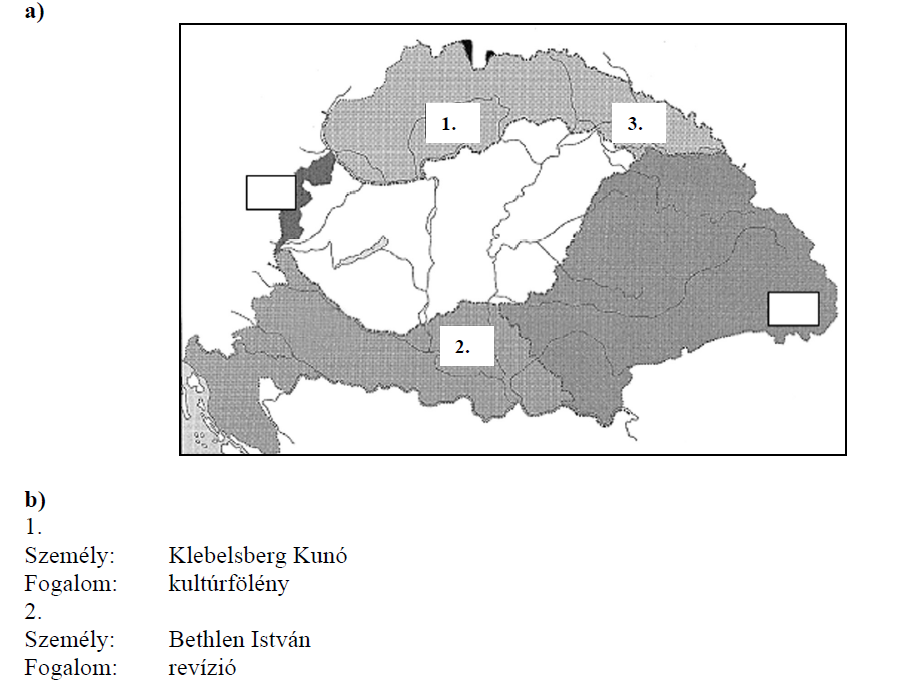 a)
1.
3.
2.
b)
1.
Személy: Klebelsberg Kunó
Fogalom: kultúrfölény
2.
Személy: Bethlen István
Fogalom: revízió